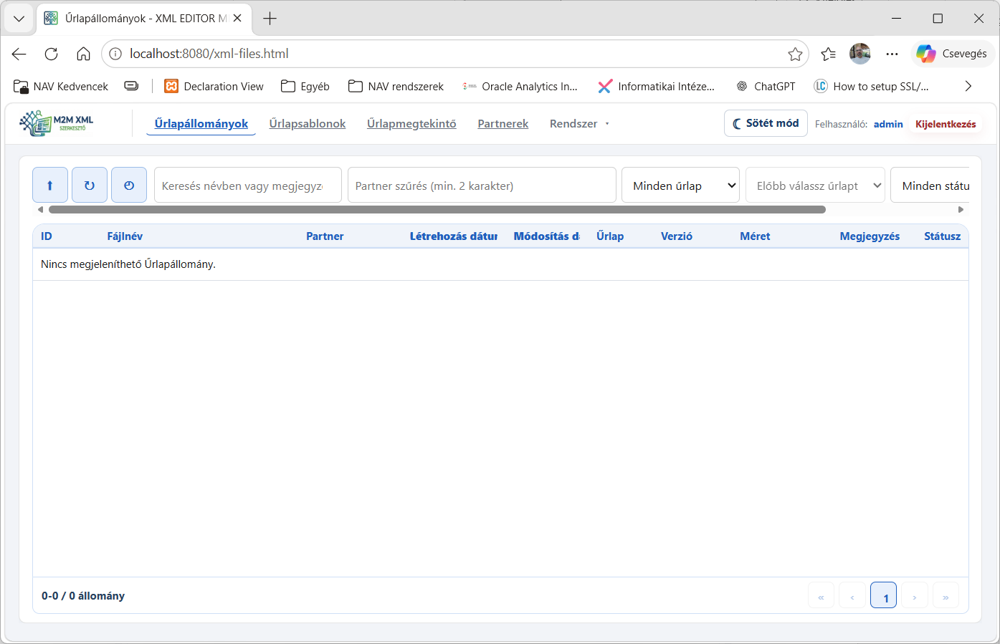 Űrlapállományok - XML EDITOR M
localhost:8080/xml-files.html
Csevegés
NAV Kedvencek
Declaration View
Egyéb
NAV rendszerek
Oracle Analytics In...
Informatikai Intéze...
ChatGPT
LC
How to setup SSL/...
M2M XML
SZERKESZTŐ
Űrlapállományok
Űrlapsablonok
Űrlapmegtekintő
Partnerek
Rendszer
Sötét mód
Felhasználó: admin
Kijelentkezés
Keresés névben vagy megjegyz
Partner szűrés (min. 2 karakter)
Minden űrlap
Előbb válassz űrlapt
Minden státu
ID
Fájlnév
Partner
Létrehozás dátur
Módosítás d
Űrlap
Verzió
Méret
Megjegyzés
Státusz
Nincs megjeleníthető Űrlapállomány.
0-0 / 0 állomány
«
‹
1
›
»